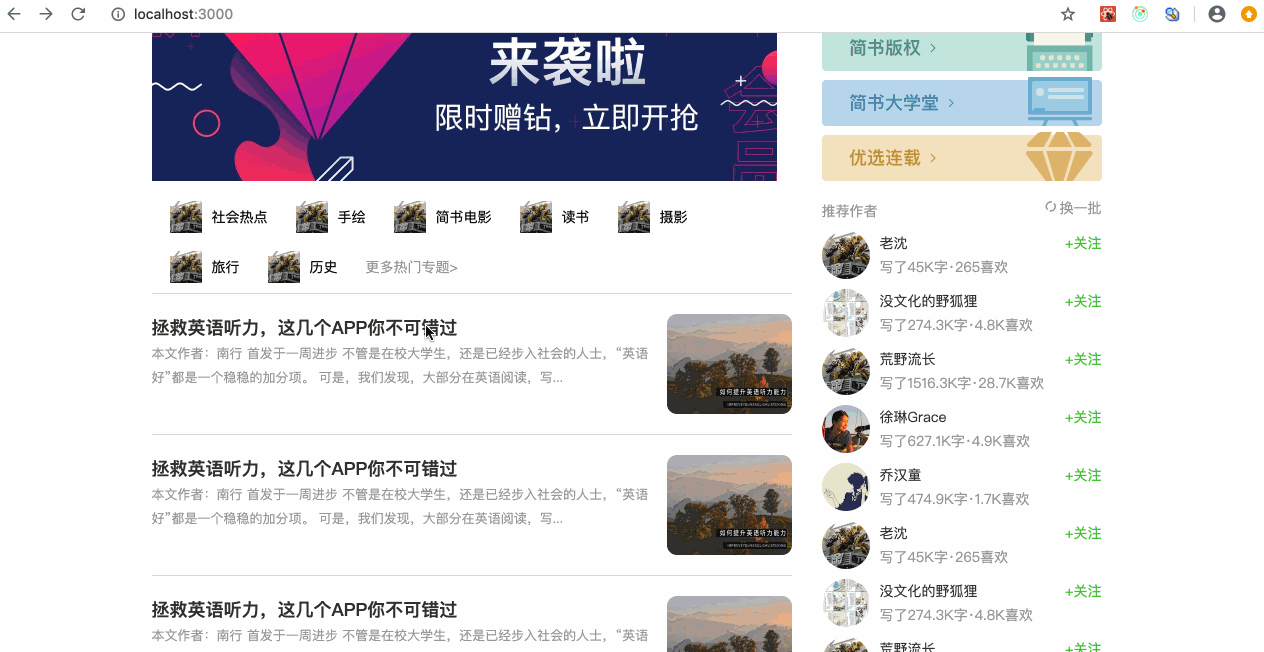 localhost:3000
来袭啦
限时赠钻，立即开抢
社会热点
手绘
简书电影
读书
摄影
旅行
历史
更多热门专题>
拯救英语听力，这几个APP你不可错过
本文作者：南行 首发于一周进步 不管是在校大学生，还是已经步入社会的人士，“英语
好”都是一个稳稳的加分项。 可是，我们发现，大部分在英语阅读，写...
如何提升英语听力能力
拯救英语听力，这几个APP你不可错过
本文作者：南行 首发于一周进步 不管是在校大学生，还是已经步入社会的人士，“英语
好”都是一个稳稳的加分项。 可是，我们发现，大部分在英语阅读，写...
如何提升英语听力能力
拯救英语听力，这几个APP你不可错过
本文作者：南行 首发于一周进步 不管是在校大学生，还是已经步入社会的人士，“英语
简书版权 >
简书大学堂 >
优选连载 >
推荐作者
换一批
老沈
+关注
写了45K字·265喜欢
没文化的野狐狸
+关注
写了274.3K字·4.8K喜欢
荒野流长
+关注
写了1516.3K字·28.7K喜欢
徐琳Grace
+关注
写了627.1K字·4.9K喜欢
乔汉童
+关注
写了474.9K字·1.7K喜欢
老沈
+关注
写了45K字·265喜欢
没文化的野狐狸
+关注
写了274.3K字·4.8K喜欢
荒野流长
+关注